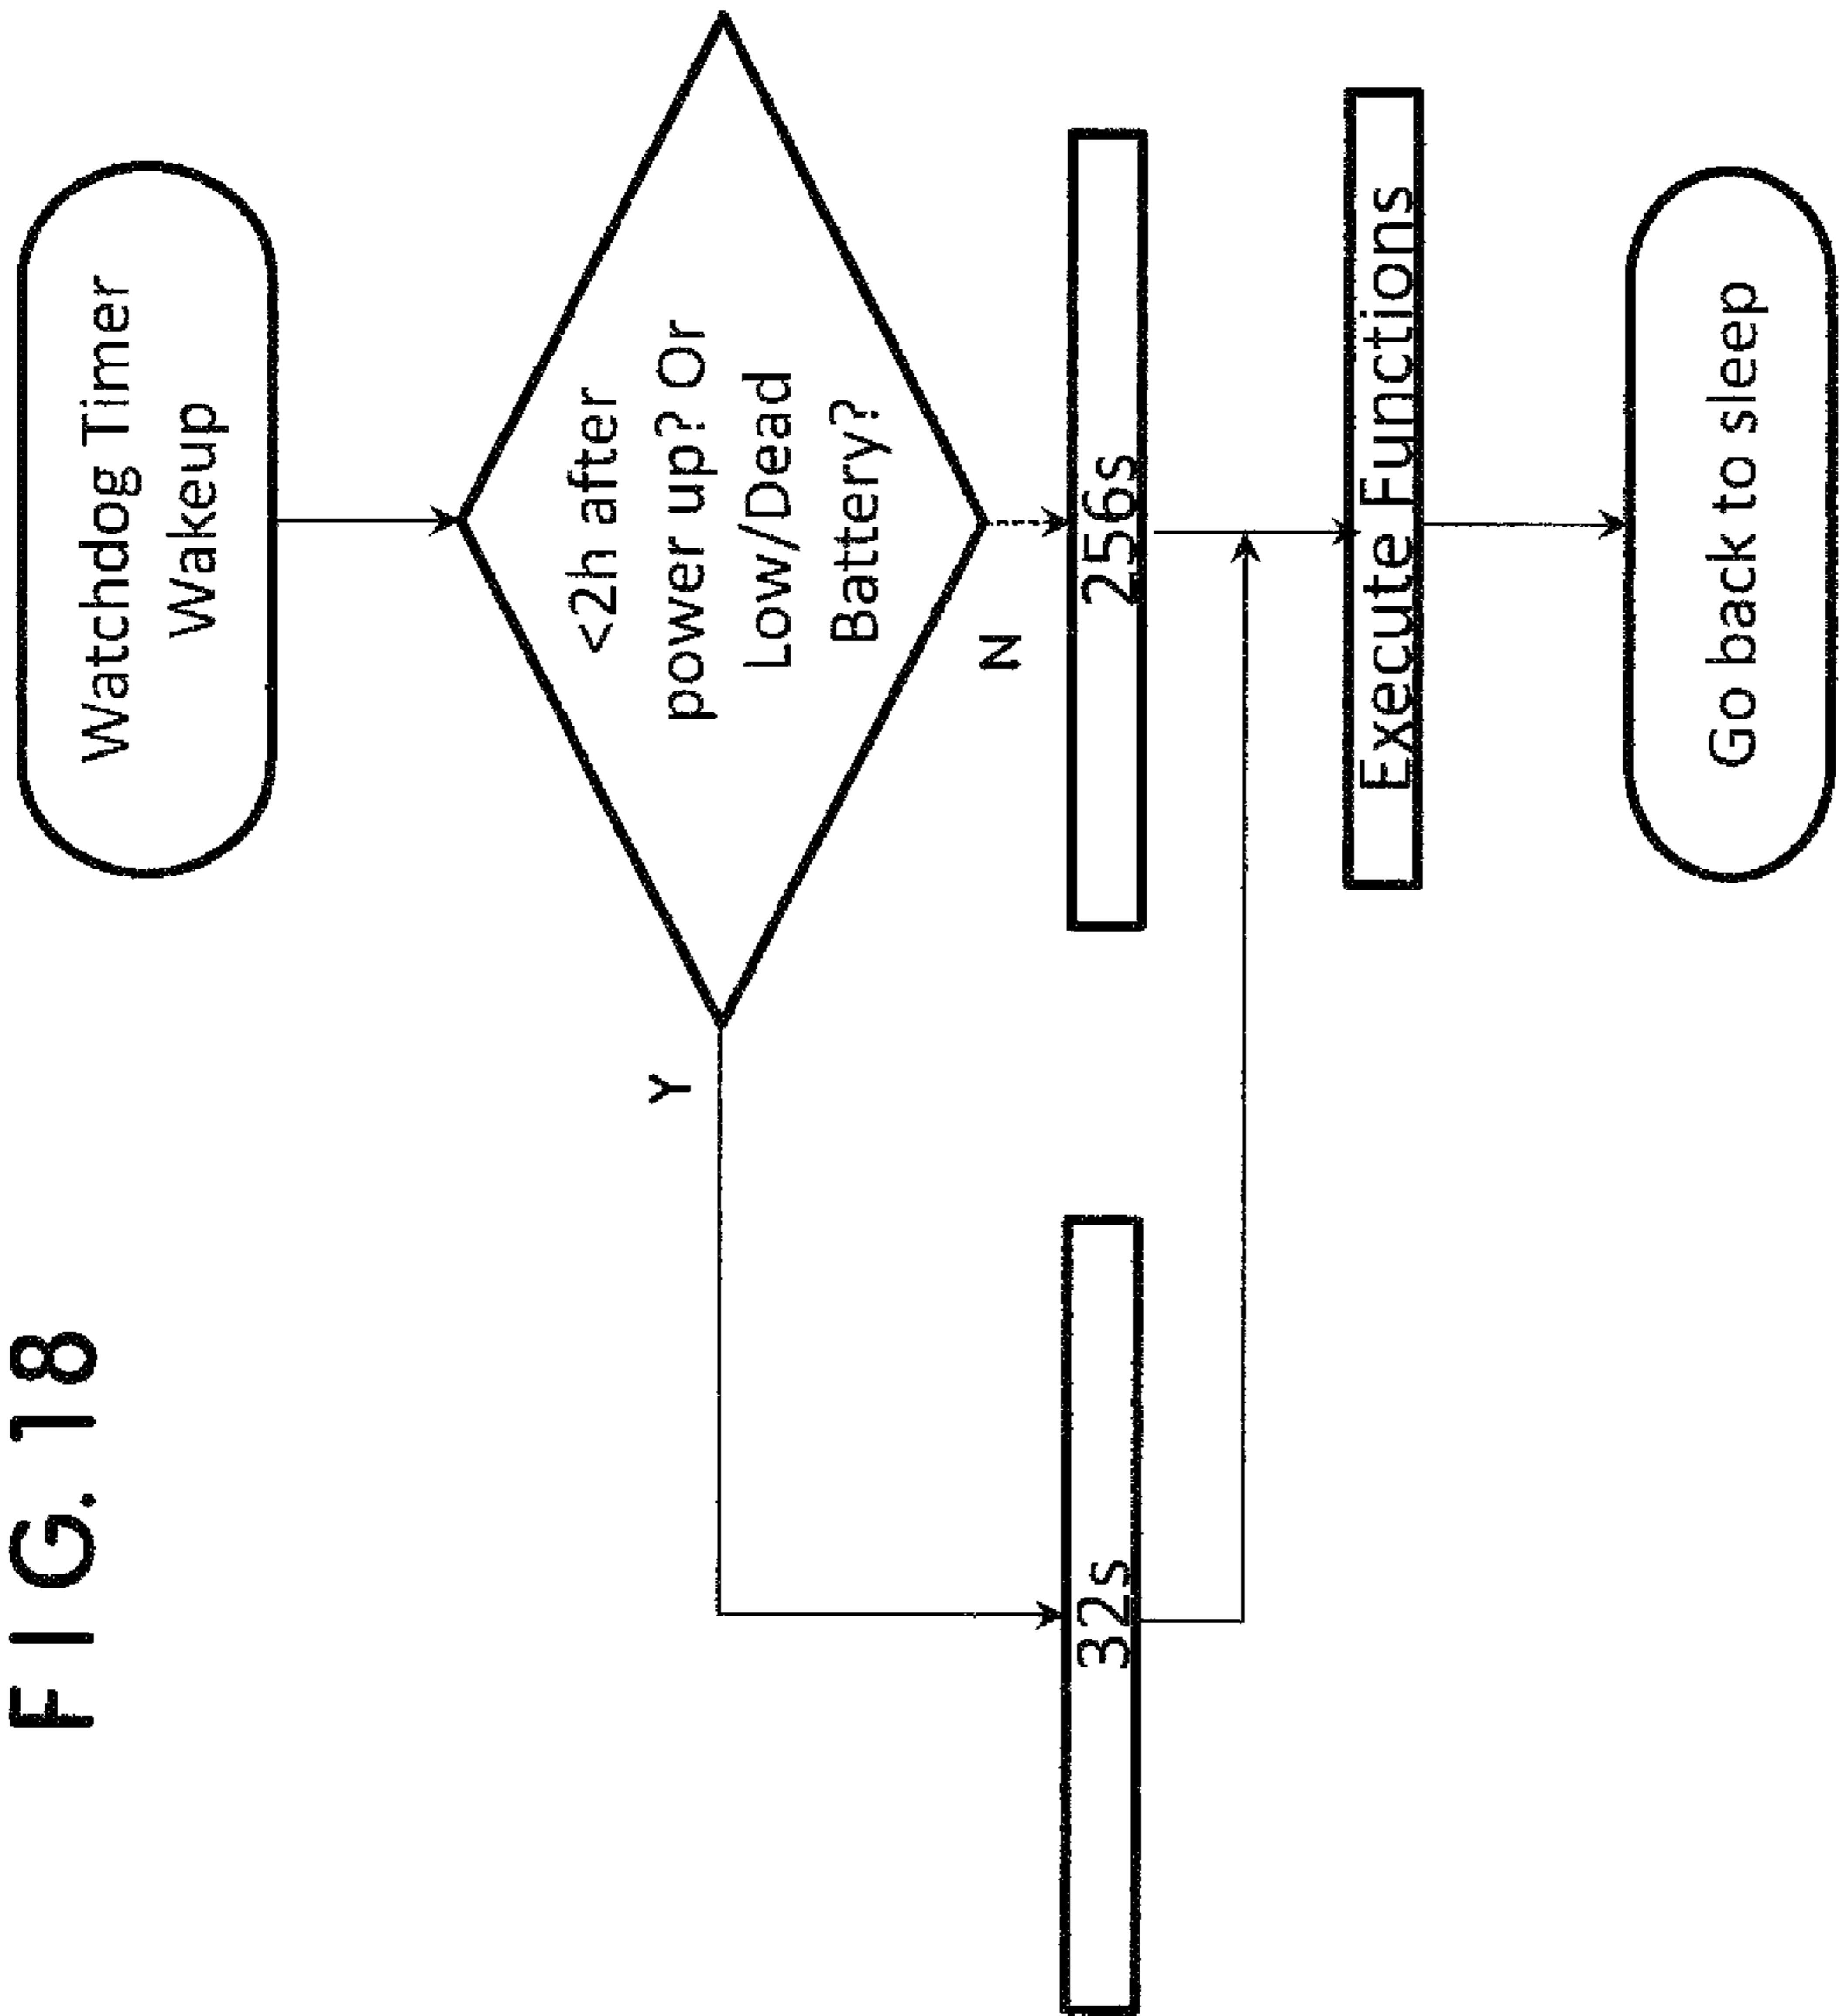 FIG. 18
Watchdog Timer
Wakeup
<2h after
power up? Or
Low/Dead
Battery?
Y
N
32s
256s
Execute Functions
Go back to sleep